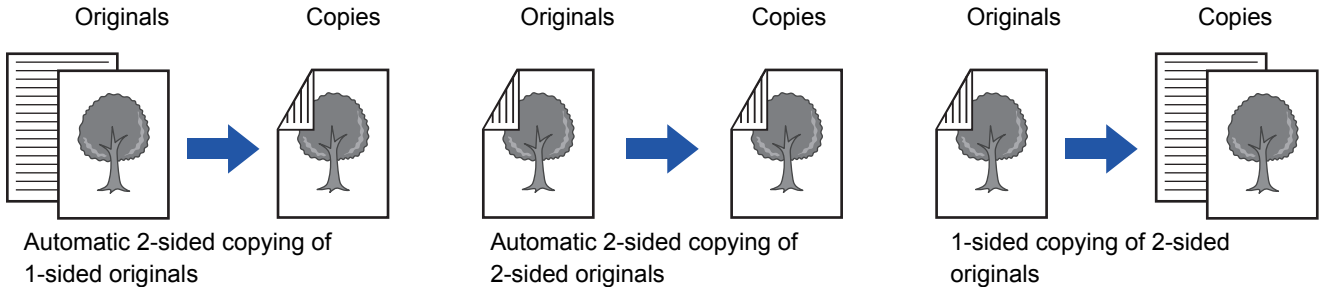 Originals Copies
Originals Copies
Originals Copies
Automatic 2-sided copying of
1-sided originals
Automatic 2-sided copying of
2-sided originals
1-sided copying of 2-sided
originals